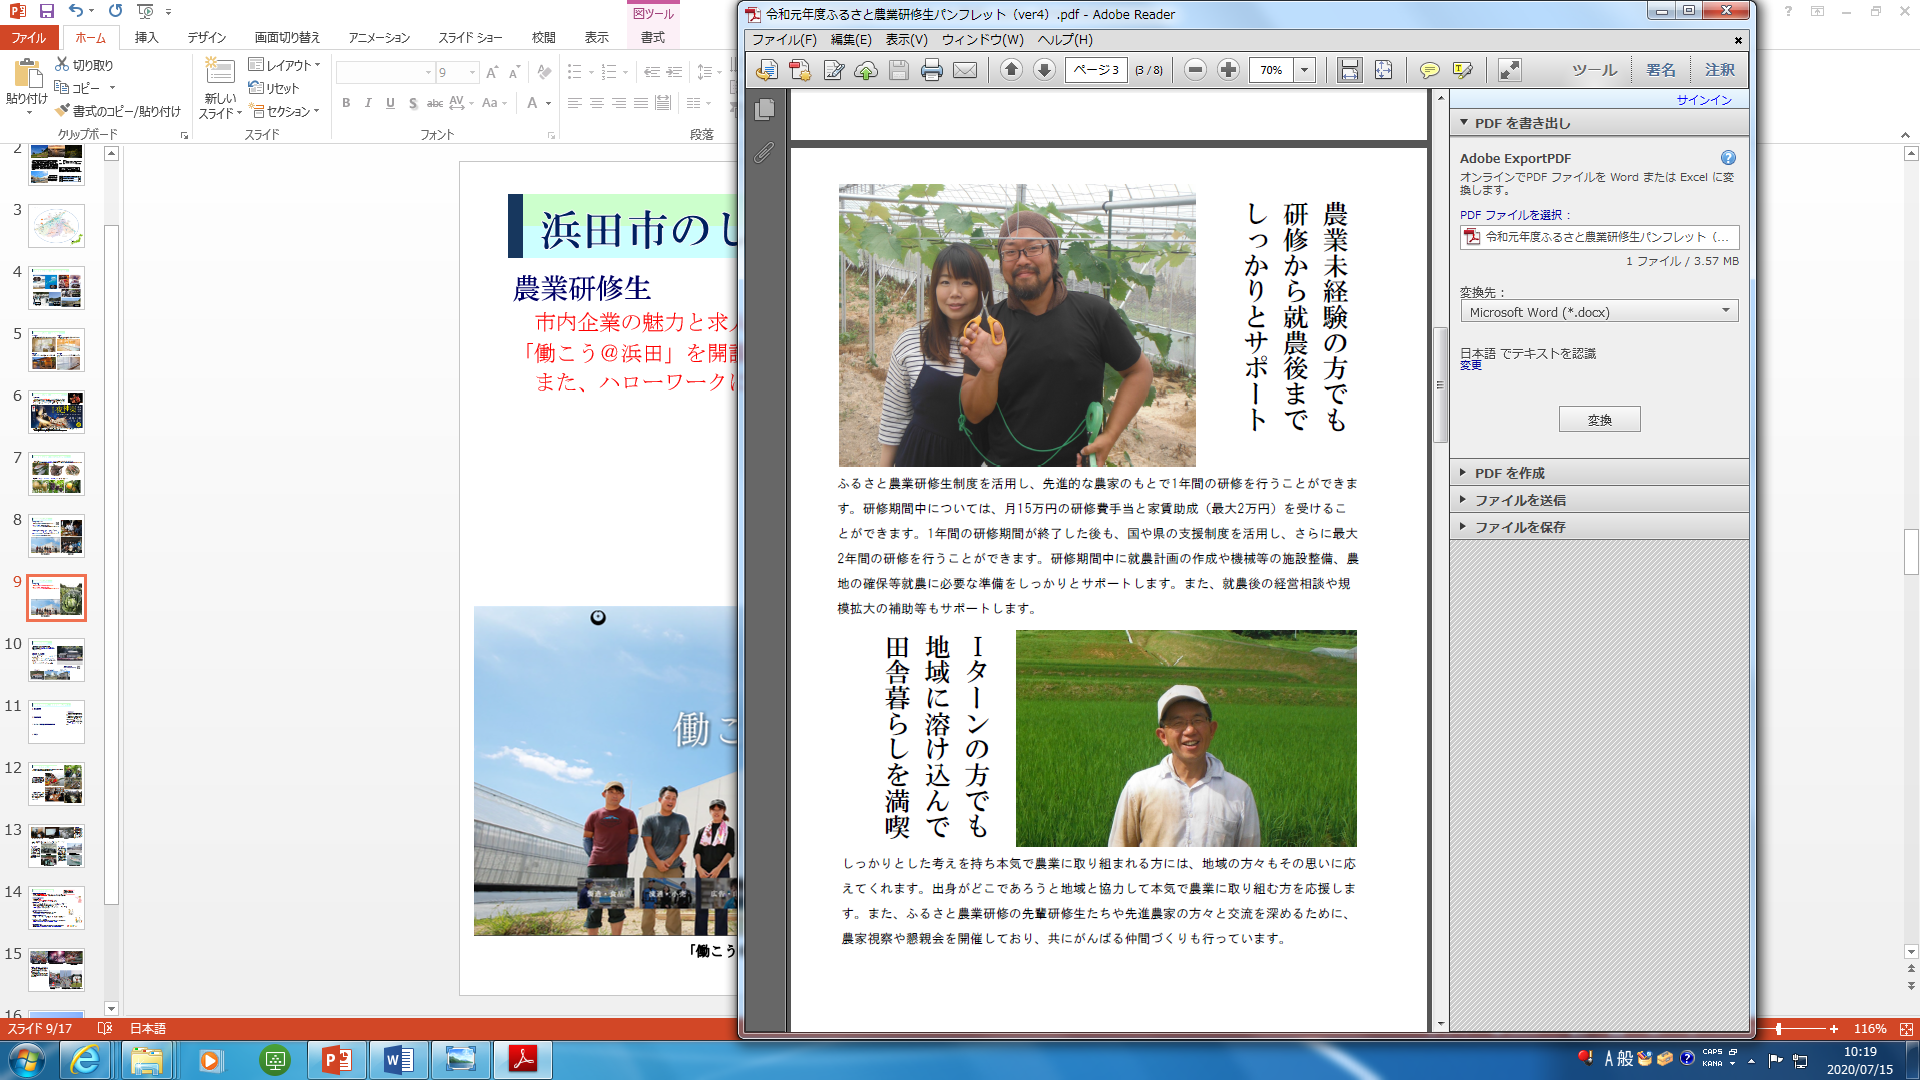 図ツール
ファイル
ホーム
挿入
デザイン
画面切り替え
アニメーション
スライド ショー
校閲
表示
書式
貼り付け
切り取り
コピー
書式のコピー/貼り付け
クリップボード
新しい
スライド
レイアウト
リセット
セクション
スライド
9
フォント
段落
2
3
4
5
6
7
8
9
10
11
12
13
14
15
16
浜田市のし
農業研修生
市内企業の魅力と求人
「働こう@浜田」を開設
また、ハローワークに
働こ
製造・食品
流通・小売
「働こう
令和元年度ふるさと農業研修生パンフレット（ver4）.pdf - Adobe Reader
ファイル(F)
編集(E)
表示(V)
ウィンドウ(W)
ヘルプ(H)
ページ 3
(3 / 8)
70%
ツール
署名
注釈
農業未経験の方でも
研修から就農後まで
しっかりとサポート
ふるさと農業研修生制度を活用し、先進的な農家のもとで1年間の研修を行うことができま
す。研修期間中については、月15万円の研修費手当と家賃助成（最大2万円）を受けるこ
とができます。1年間の研修期間が終了した後も、国や県の支援制度を活用し、さらに最大
2年間の研修を行うことができます。研修期間中に就農計画の作成や機械等の施設整備、農
地の確保等就農に必要な準備をしっかりとサポートします。また、就農後の経営相談や規
模拡大の補助等もサポートします。
Ｉターンの方でも
地域に溶け込んで
田舎暮らしを満喫
しっかりとした考えを持ち本気で農業に取り組まれる方には、地域の方々もその思いに応
えてくれます。出身がどこであろうと地域と協力して本気で農業に取り組む方を応援しま
す。また、ふるさと農業研修の先輩研修生たちや先進農家の方々と交流を深めるために、
農家視察や懇親会を開催しており、共にがんばる仲間づくりも行っています。
サインイン
PDF を書き出し
Adobe ExportPDF
オンラインでPDF ファイルを Word または Excel に変
換します。
PDF ファイルを選択：
令和元年度ふるさと農業研修生パンフレット（...
1 ファイル / 3.57 MB
変換先：
Microsoft Word (*.docx)
日本語 でテキストを認識
変更
変換
PDF を作成
ファイルを送信
ファイルを保存
スライド 9/17
日本語
116%
A 般
CAPS
KANA
10:19
2020/07/15